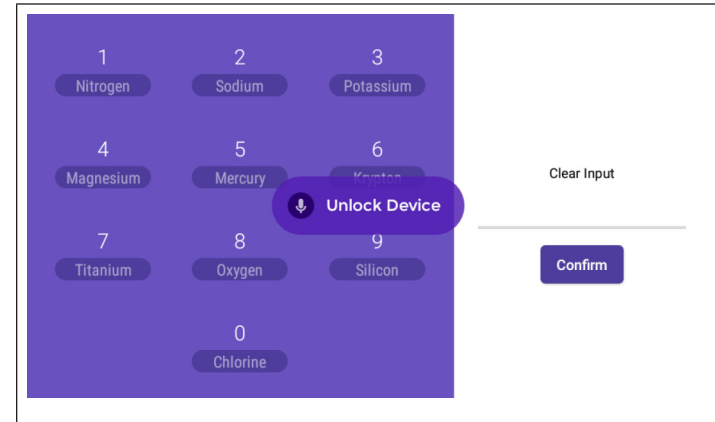 1 2 3
Nitrogen Sodium Potassium
4 5 6
Magnesium Mercury Krypton
Clear Input
Unlock Device
7 8 9
Titanium Oxygen Silicon
Confirm
0
Chlorine